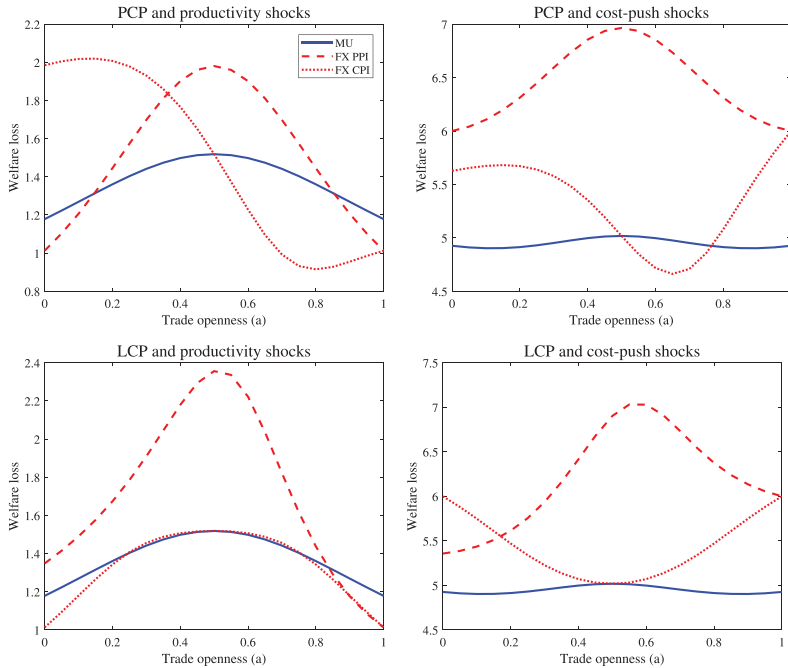 PCP and productivity shocks
2.2
2
1.8
1.6
1.4
1.2
1
0.8
Welfare loss
MU
FX PPI
FX CPI
0 0.2 0.4 0.6 0.8 1
Trade openness (a)
PCP and cost-push shocks
7
6.5
6
5.5
5
4.5
Welfare loss
0 0.2 0.4 0.6 0.8
Trade openness (a)
LCP and productivity shocks
2.4
2.2
2
1.8
1.6
1.4
1.2
1
Welfare loss
0 0.2 0.4 0.6 0.8 1
Trade openness (a)
LCP and cost-push shocks
7.5
7
6.5
6
5.5
5
4.5
Welfare loss
0 0.2 0.4 0.6 0.8 1
Trade openness (a)